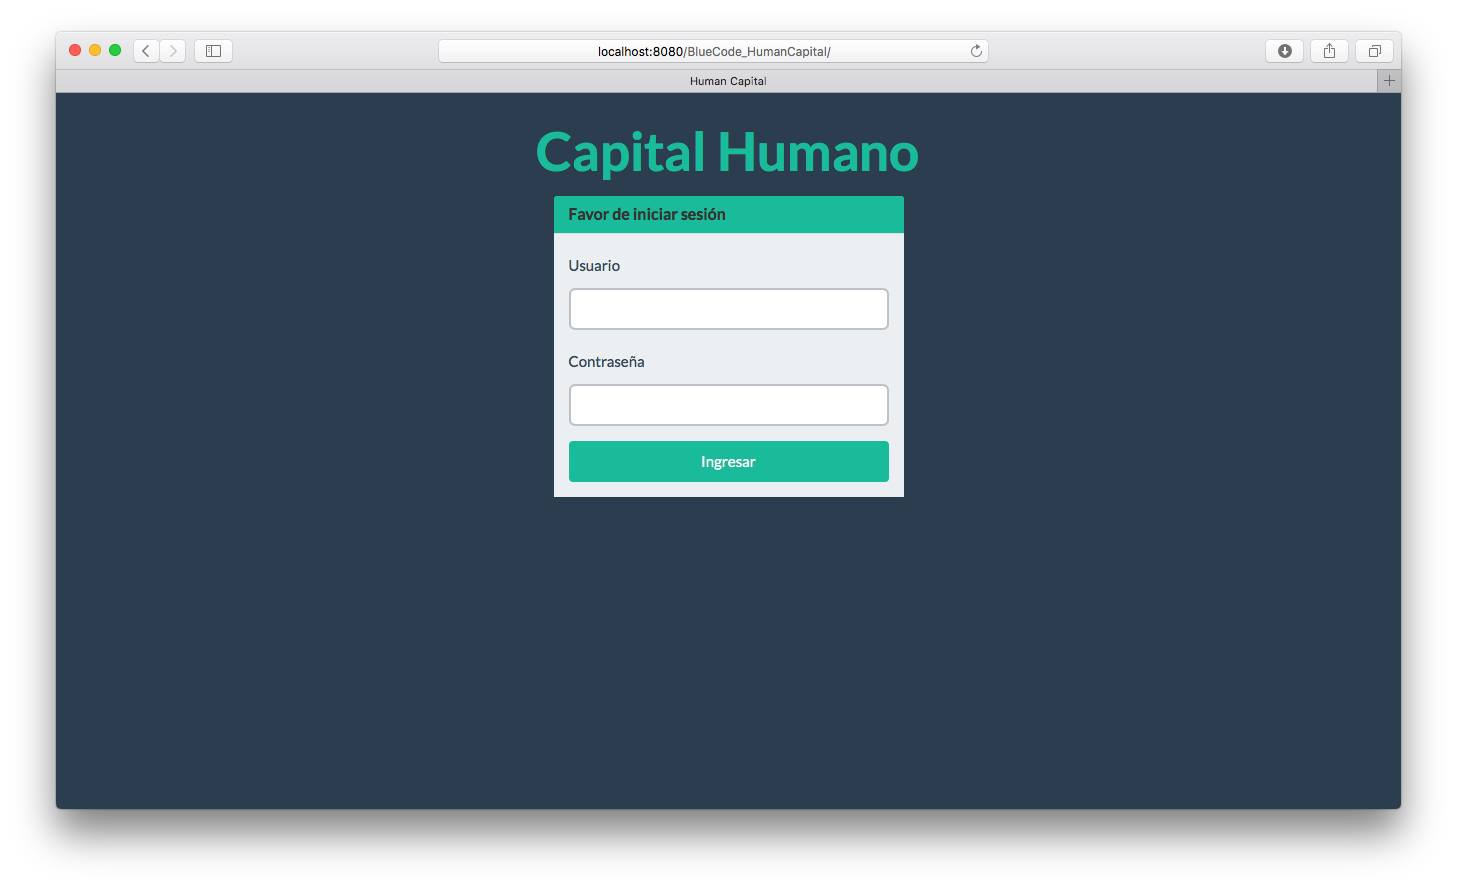 localhost:8080/BlueCode_HumanCapital/
Human Capital
Capital Humano
Favor de iniciar sesión
Usuario
Contraseña
Ingresar